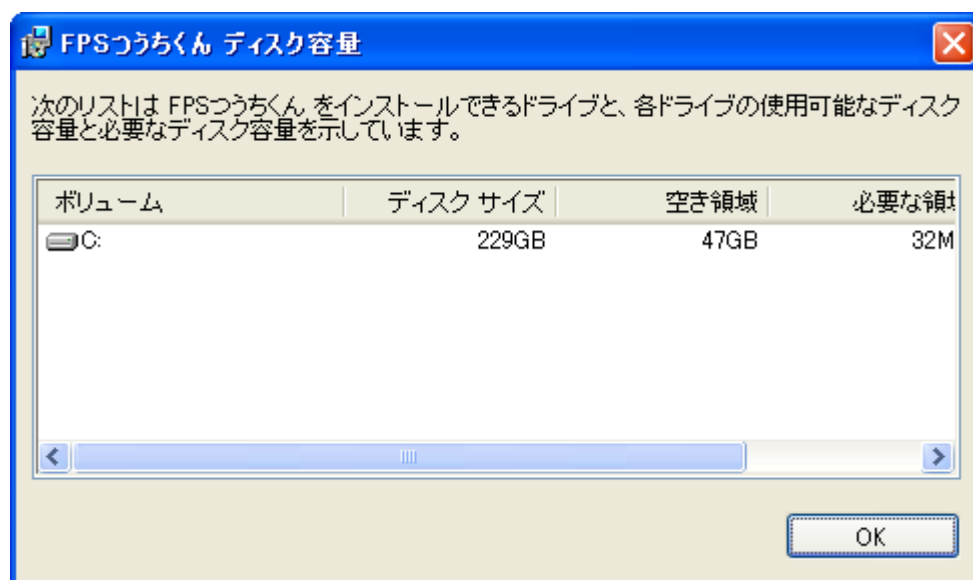 FPSつうちくん ディスク容量
次のリストは FPSつうちくん をインストールできるドライブと、各ドライブの使用可能なディスク
容量と必要なディスク容量を示しています。
ボリューム ディスク サイズ 空き領域 必要な領
C: 229GB 47GB 32M
OK